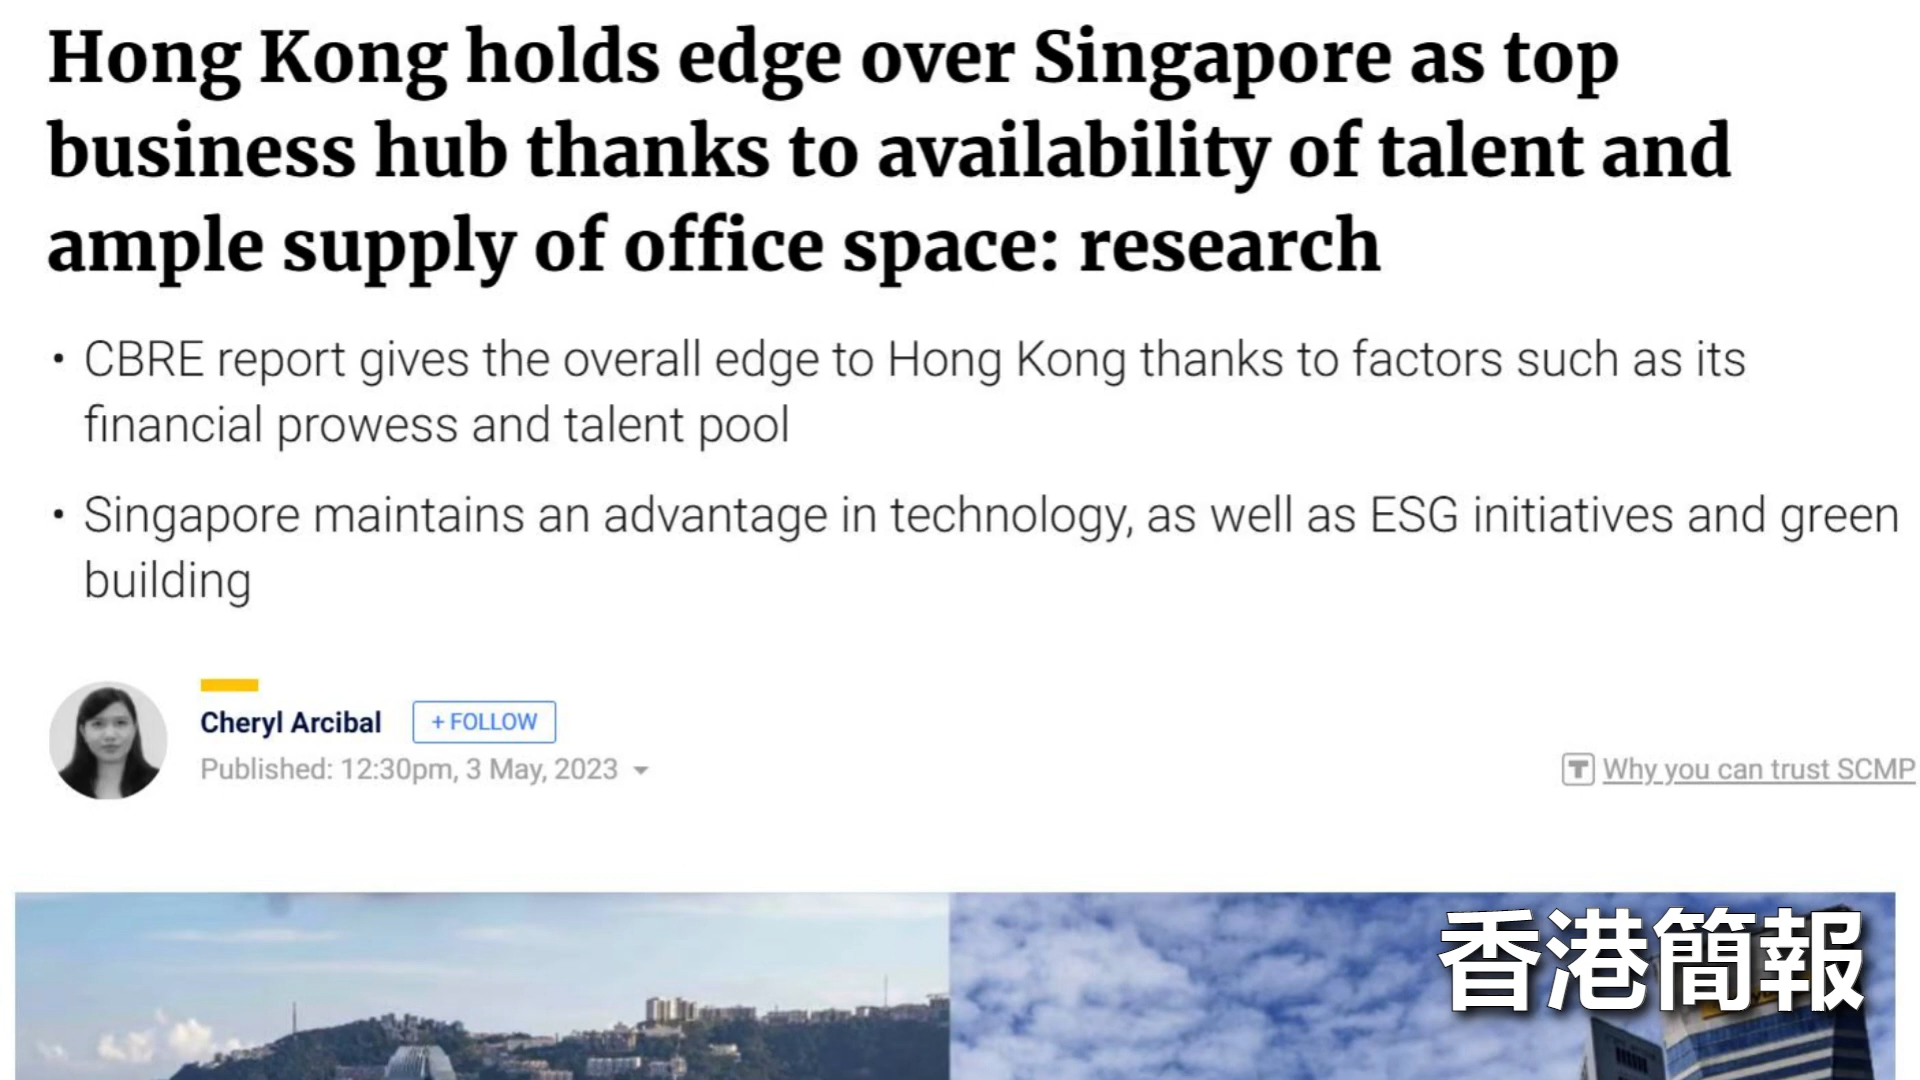 Hong Kong holds edge over Singapore as top
business hub thanks to availability of talent and
ample supply of office space: research
• CBRE report gives the overall edge to Hong Kong thanks to factors such as its
financial prowess and talent pool
• Singapore maintains an advantage in technology, as well as ESG initiatives and green
building
Cheryl Arcibal
+ FOLLOW
Published: 12:30pm, 3 May, 2023
T Why you can trust SCMP
香港簡報